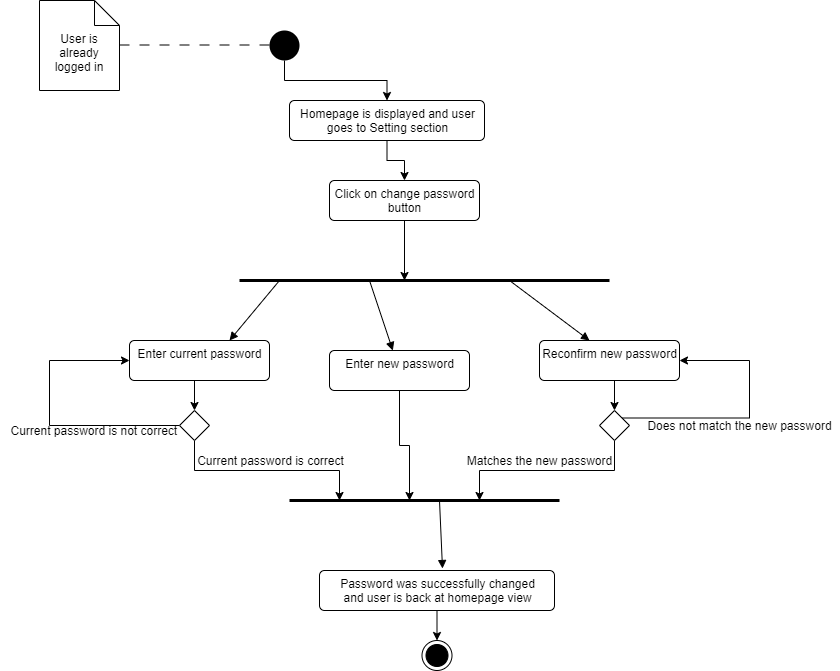 User is
already
logged in
Homepage is displayed and user
goes to Setting section
Click on change password
button
Enter current password
Enter new password
Reconfirm new password
Current password is not correct
Does not match the new password
Current password is correct
Matches the new password
Password was successfully changed
and user is back at homepage view